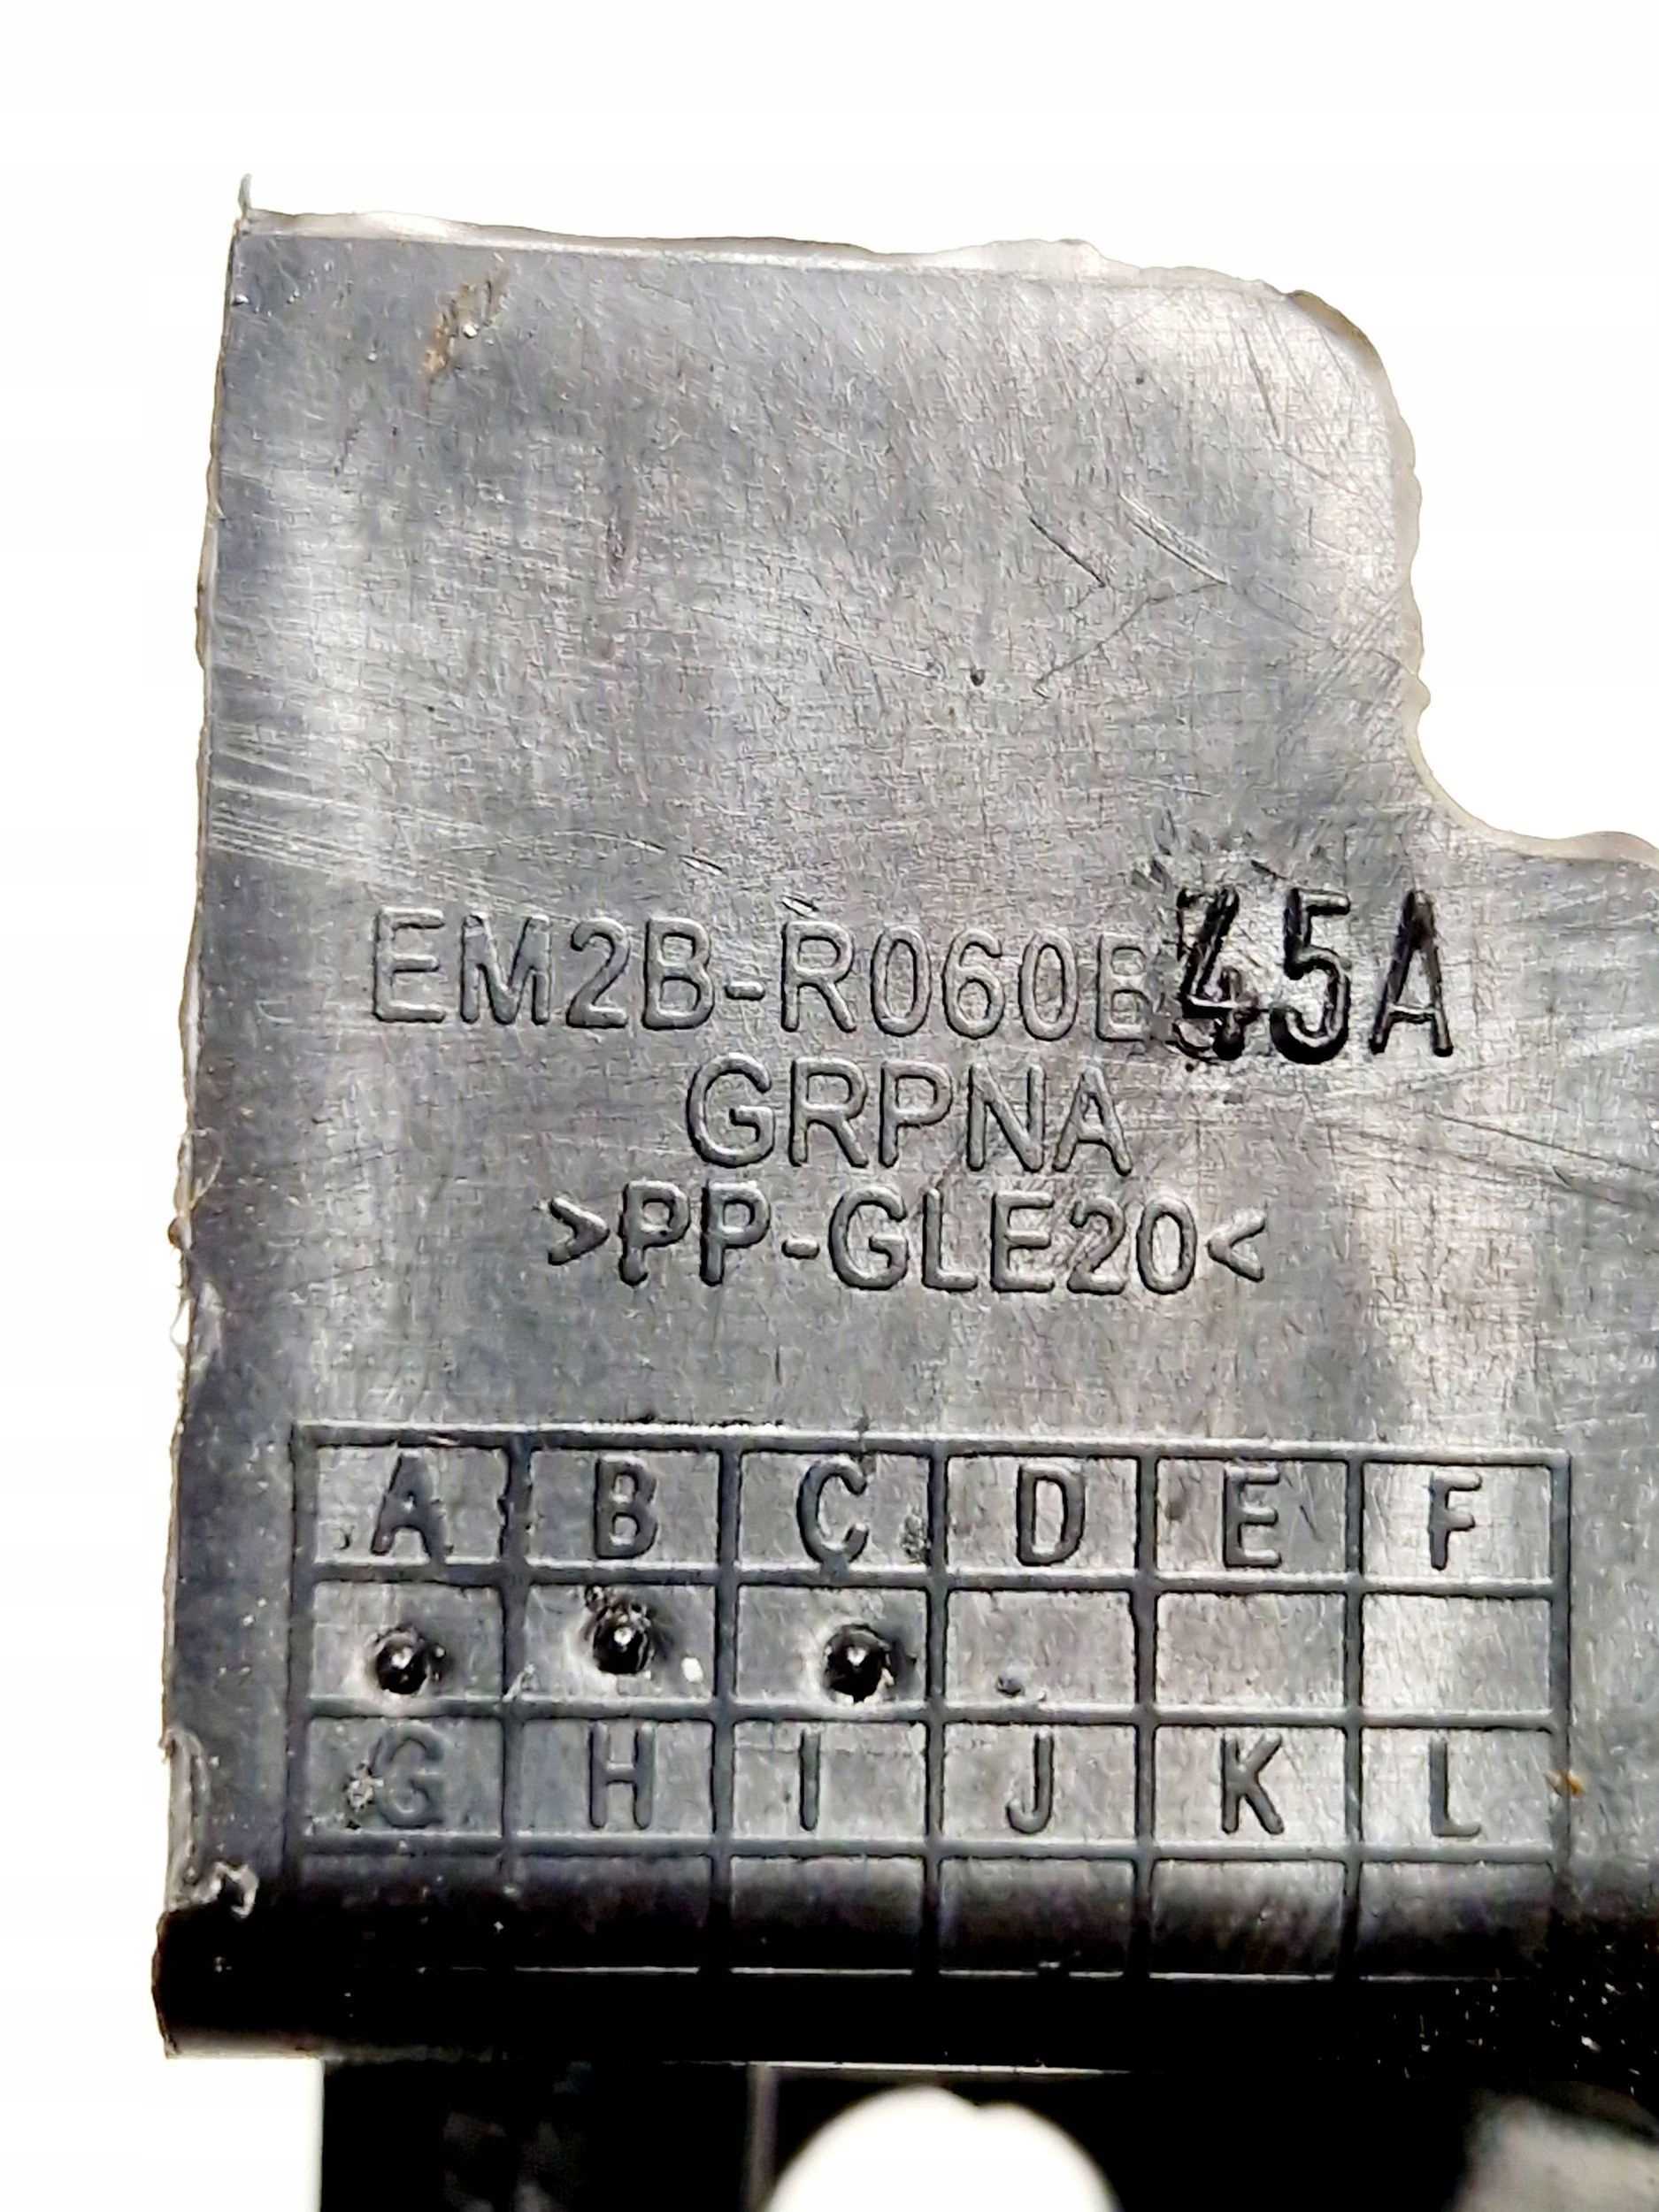 EM2B-R060B45A
GRPNA
>PP-GLE20<
A B C D E F
G H I J K L